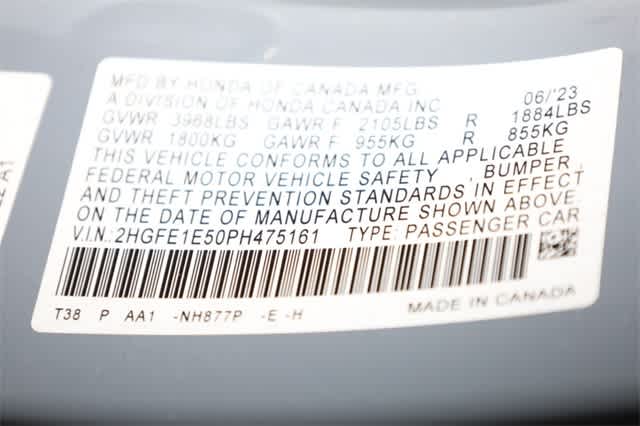 MFD BY HONDA OF CANADA MFG.
A DIVISION OF HONDA CANADA INC 06/'23
GVWR 3968LBS GAWR F 2105LBS R 1884LBS
GVWR 1800KG GAWR F 955KG R 855KG
THIS VEHICLE CONFORMS TO ALL APPLICABLE
FEDERAL MOTOR VEHICLE SAFETY , BUMPER,
AND THEFT PREVENTION STANDARDS IN EFFECT
ON THE DATE OF MANUFACTURE SHOWN ABOVE.
V.I.N.:2HGFE1E50PH475161 TYPE: PASSENGER CAR
T38 P AA1 -NH877P -E -H MADE IN CANADA